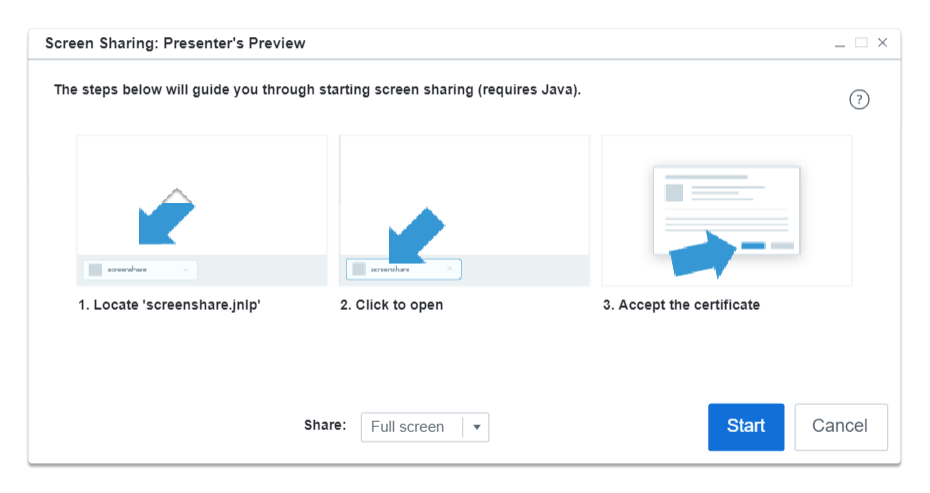 Screen Sharing: Presenter's Preview
The steps below will guide you through starting screen sharing (requires Java).
?
screenshare
screenshare
1. Locate 'screenshare.jnlp'
2. Click to open
3. Accept the certificate
Share:
Full screen
Start
Cancel